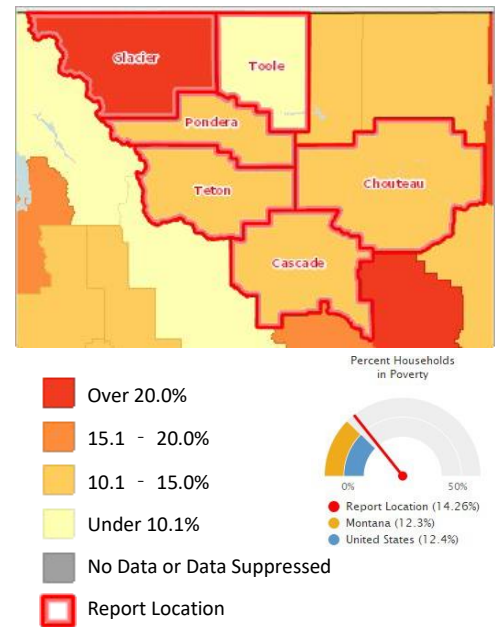 Glacier
Toole
Pondera
Teton
Chouteau
Cascade
Over 20.0%
15.1 - 20.0%
10.1 - 15.0%
Under 10.1%
No Data or Data Suppressed
Report Location
Percent Households
in Poverty
0%
50%
Report Location (14.26%)
Montana (12.3%)
United States (12.4%)